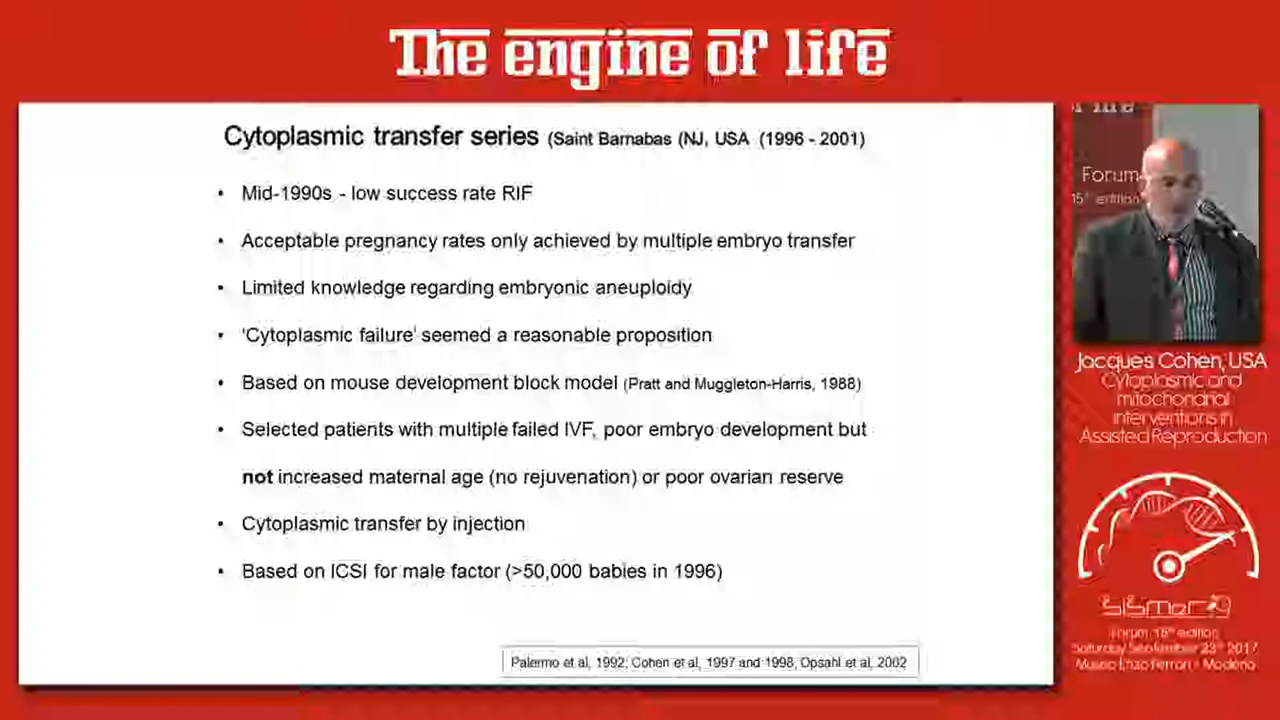 The engine of life
Cytoplasmic transfer series (Saint Barnabas (NJ, USA (1996 - 2001)
• Mid-1990s - low success rate RIF
• Acceptable pregnancy rates only achieved by multiple embryo transfer
• Limited knowledge regarding embryonic aneuploidy
• 'Cytoplasmic failure' seemed a reasonable proposition
• Based on mouse development block model (Pratt and Muggleton-Harris, 1988)
• Selected patients with multiple failed IVF, poor embryo development but
not increased maternal age (no rejuvenation) or poor ovarian reserve
• Cytoplasmic transfer by injection
• Based on ICSI for male factor (>50,000 babies in 1996)
Palermo et al, 1992; Cohen et al, 1997 and 1998, Opsahl et al, 2002
Forum
15° edition
Jacques Cohen, USA
Cytoplasmic and
mitochondrial
interventions in
Assisted Reproduction
sismer
Forum 15° edition
Saturday September 23° 2017
Museo Enzo Ferrari - Modena